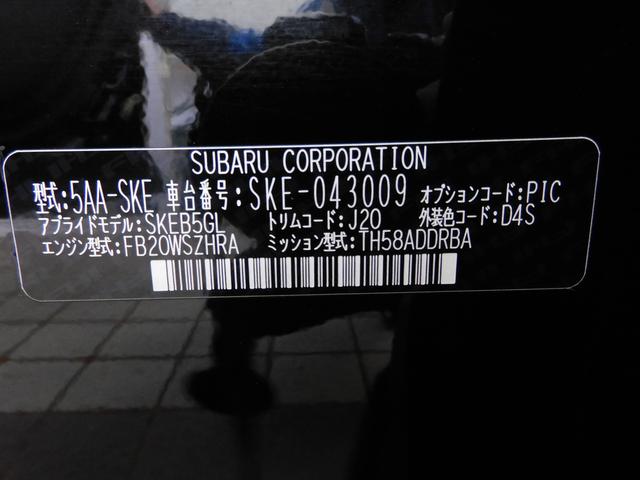 SUBARU CORPORATION
型式:5AA-SKE 車台番号:SKE-043009 オプションコード:PIC
アプライドモデル:SKEB5GL トリムコード:J20 外装色コード:D4S
エンジン型式:FB20WSZHRA ミッション型式:TH58ADDRBA